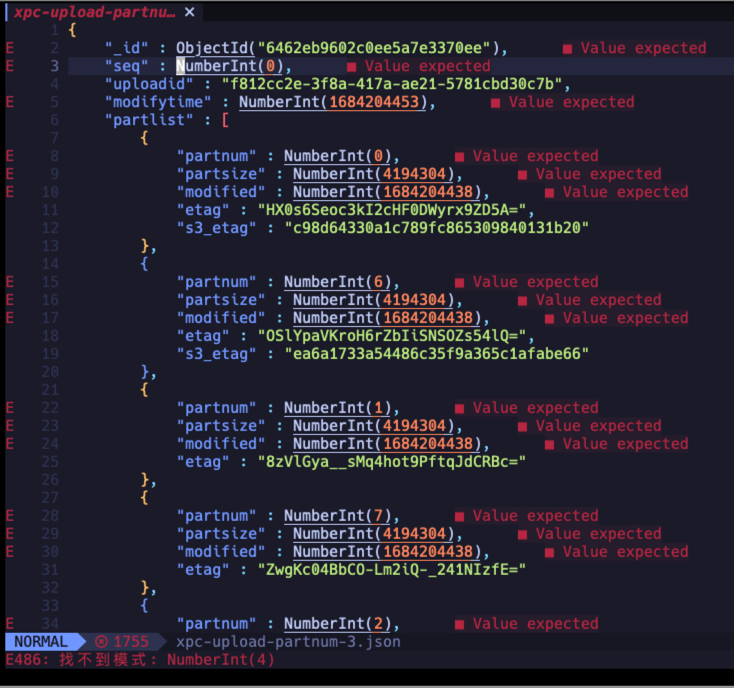 xpc-upload-partnu… ×
1 {
E 2 "_id" : ObjectId("6462eb9602c0ee5a7e3370ee"), ■ Value expected
E 3 "seq" : NumberInt(0), ■ Value expected
4 "uploadid" : "f812cc2e-3f8a-417a-ae21-5781cbd30c7b",
E 5 "modifytime" : NumberInt(1684204453), ■ Value expected
6 "partlist" : [
7 {
E 8 "partnum" : NumberInt(0), ■ Value expected
E 9 "partsize" : NumberInt(4194304), ■ Value expected
E 10 "modified" : NumberInt(1684204438), ■ Value expected
11 "etag" : "HX0s6Seoc3kI2cHF0DWyrx9ZD5A=",
12 "s3_etag" : "c98d64330a1c789fc865309840131b20"
13 },
14 {
E 15 "partnum" : NumberInt(6), ■ Value expected
E 16 "partsize" : NumberInt(4194304), ■ Value expected
E 17 "modified" : NumberInt(1684204438), ■ Value expected
18 "etag" : "OSlYpaVKroH6rZbIiSNSOZs54lQ=",
19 "s3_etag" : "ea6a1733a54486c35f9a365c1afabe66"
20 },
21 {
E 22 "partnum" : NumberInt(1), ■ Value expected
E 23 "partsize" : NumberInt(4194304), ■ Value expected
E 24 "modified" : NumberInt(1684204438), ■ Value expected
25 "etag" : "8zVlGya__sMq4hot9PftqJdCRBc="
26 },
27 {
E 28 "partnum" : NumberInt(7), ■ Value expected
E 29 "partsize" : NumberInt(4194304), ■ Value expected
E 30 "modified" : NumberInt(1684204438), ■ Value expected
31 "etag" : "ZwgKc04BbCO-Lm2iQ-_241NIzfE="
32 },
33 {
E 34 "partnum" : NumberInt(2), ■ Value expected
NORMAL ⊗ 1755 xpc-upload-partnum-3.json
E486: 找不到模式: NumberInt(4)